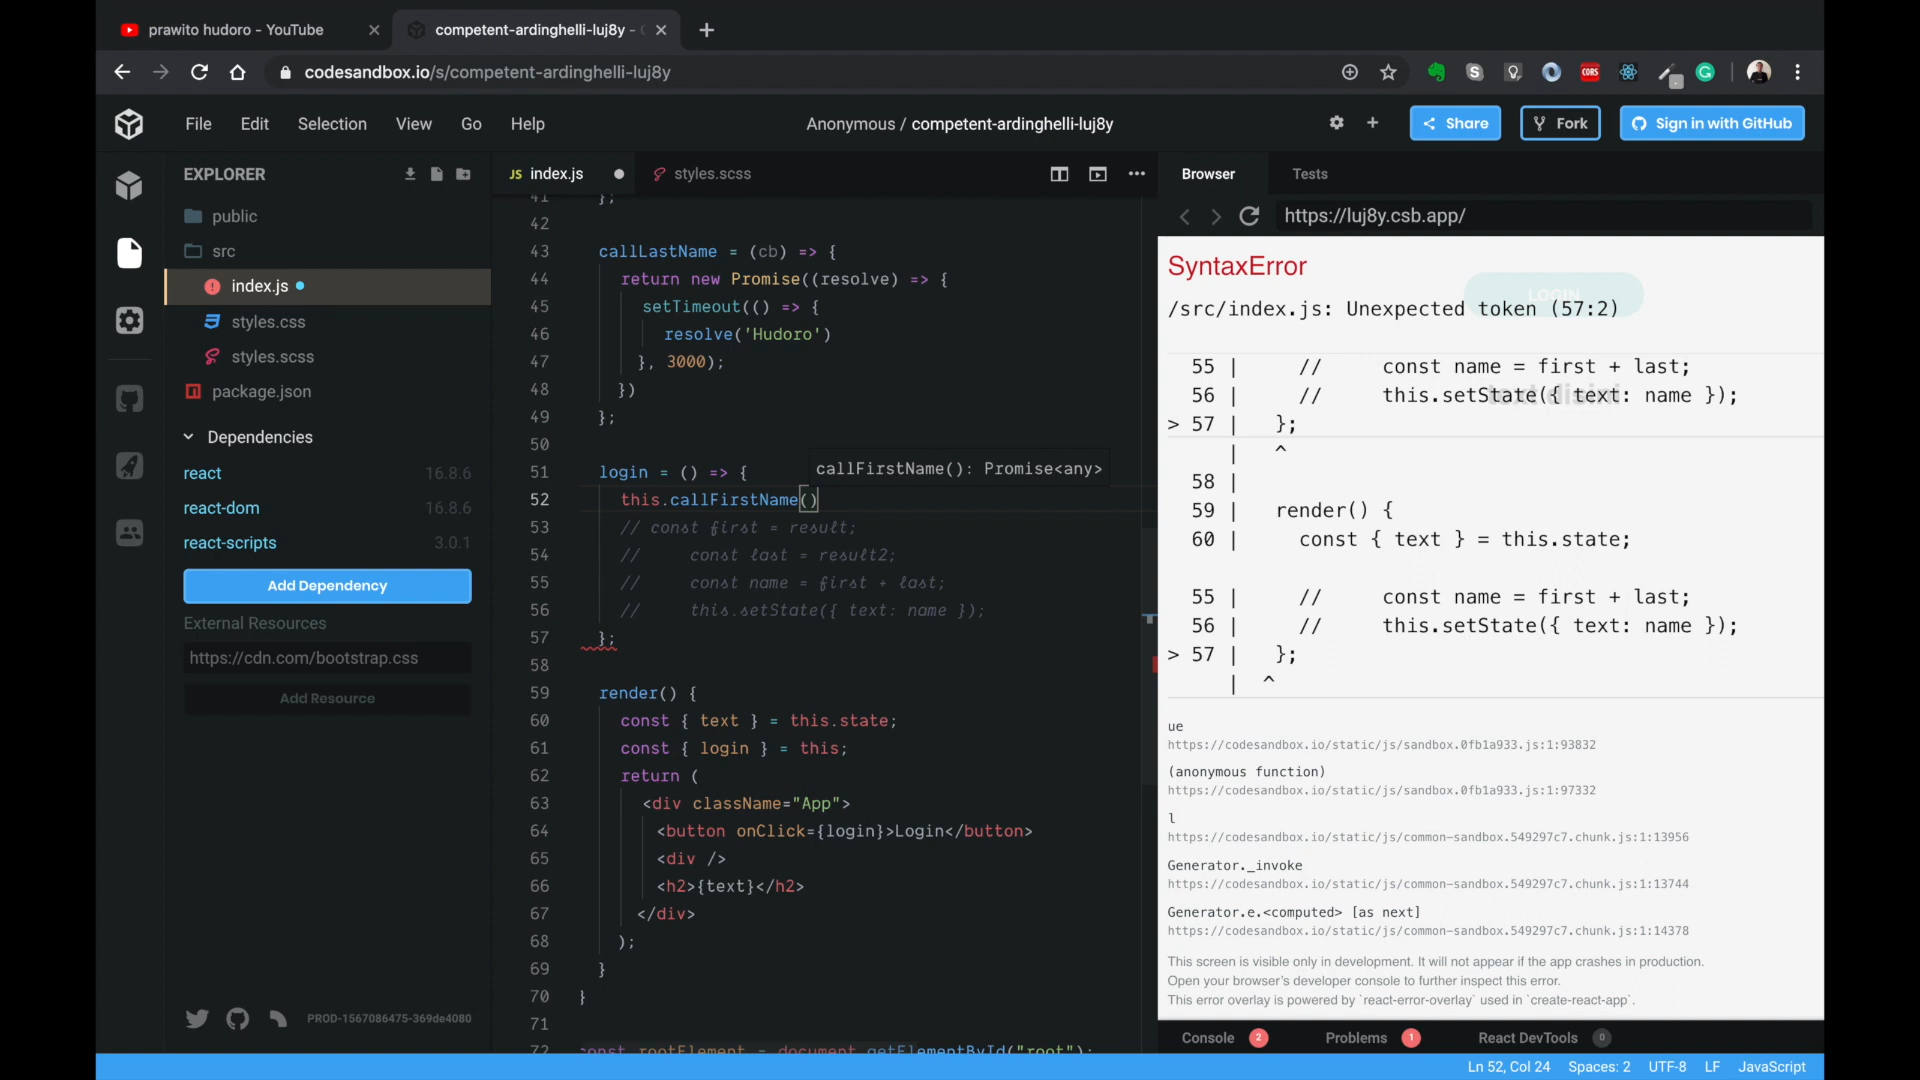 prawito hudoro - YouTube
competent-ardinghelli-luj8y -
codesandbox.io/s/competent-ardinghelli-luj8y
File Edit Selection View Go Help
Anonymous / competent-ardinghelli-luj8y
Share Fork Sign in with GitHub
EXPLORER
public
src
index.js
styles.css
styles.scss
package.json
Dependencies
react 16.8.6
react-dom 16.8.6
react-scripts 3.0.1
Add Dependency
External Resources
https://cdn.com/bootstrap.css
Add Resource
PROD-1567086475-369de4080
JS index.js styles.scss
41 };
42
43 callLastName = (cb) => {
44 return new Promise((resolve) => {
45 setTimeout(() => {
46 resolve('Hudoro')
47 }, 3000);
48 })
49 };
50
callFirstName(): Promise<any>
51 login = () => {
52 this.callFirstName()
53 // const first = result;
54 // const last = result2;
55 // const name = first + last;
56 // this.setState({ text: name });
57 };
58
59 render() {
60 const { text } = this.state;
61 const { login } = this;
62 return (
63 <div className="App">
64 <button onClick={login}>Login</button>
65 <div />
66 <h2>{text}</h2>
67 </div>
68 );
69 }
70 }
71
72 const rootElement = document.getElementById("root");
Browser Tests
https://luj8y.csb.app/
SyntaxError
LOGIN
/src/index.js: Unexpected token (57:2)
55 | // const name = first + last;
56 | // this.setState({ text: name });
text disini
> 57 | };
| ^
58 |
59 | render() {
60 | const { text } = this.state;
55 | // const name = first + last;
56 | // this.setState({ text: name });
> 57 | };
| ^
ue
https://codesandbox.io/static/js/sandbox.0fb1a933.js:1:93832
(anonymous function)
https://codesandbox.io/static/js/sandbox.0fb1a933.js:1:97332
l
https://codesandbox.io/static/js/common-sandbox.549297c7.chunk.js:1:13956
Generator._invoke
https://codesandbox.io/static/js/common-sandbox.549297c7.chunk.js:1:13744
Generator.e.<computed> [as next]
https://codesandbox.io/static/js/common-sandbox.549297c7.chunk.js:1:14378
This screen is visible only in development. It will not appear if the app crashes in production.
Open your browser's developer console to further inspect this error.
This error overlay is powered by `react-error-overlay` used in `create-react-app`.
Console 2 Problems 1 React DevTools 0
Ln 52, Col 24 Spaces: 2 UTF-8 LF JavaScript
CORS